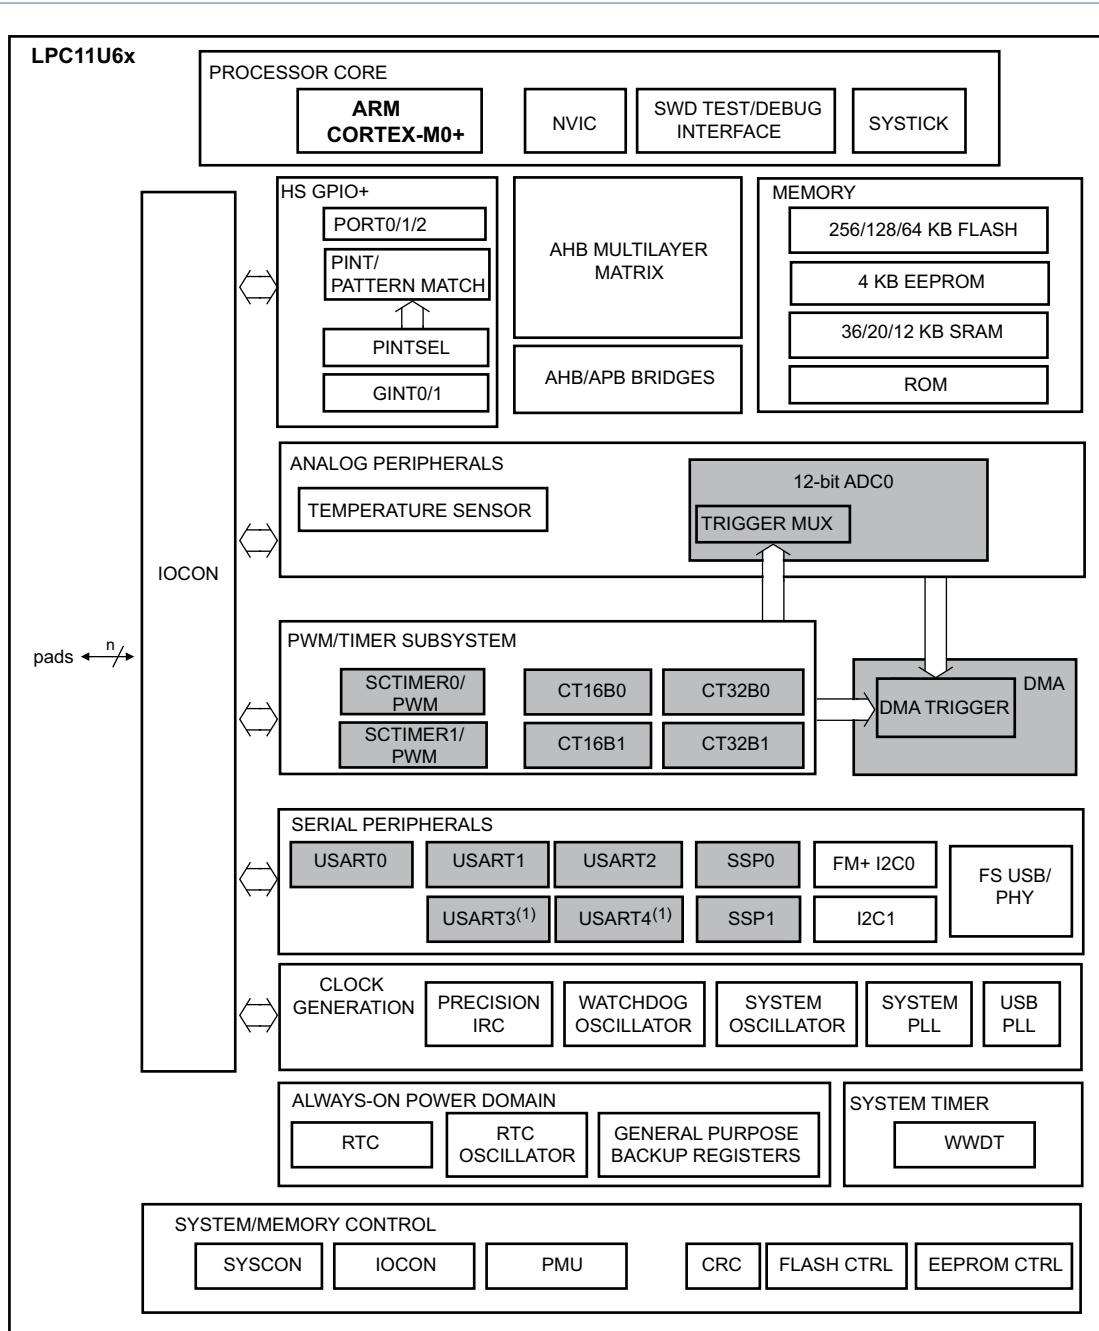 LPC11U6x
PROCESSOR CORE
ARM
CORTEX-M0+
NVIC
SWD TEST/DEBUG
INTERFACE
SYSTICK
HS GPIO+
PORT0/1/2
PINT/
PATTERN MATCH
PINTSEL
GINT0/1
AHB MULTILAYER
MATRIX
AHB/APB BRIDGES
MEMORY
256/128/64 KB FLASH
4 KB EEPROM
36/20/12 KB SRAM
ROM
IOCON
pads
n
ANALOG PERIPHERALS
TEMPERATURE SENSOR
12-bit ADC0
TRIGGER MUX
PWM/TIMER SUBSYSTEM
SCTIMER0/
PWM
CT16B0
CT32B0
SCTIMER1/
PWM
CT16B1
CT32B1
DMA
DMA TRIGGER
SERIAL PERIPHERALS
USART0
USART1
USART2
SSP0
FM+ I2C0
FS USB/
PHY
USART3(1)
USART4(1)
SSP1
I2C1
CLOCK
GENERATION
PRECISION
IRC
WATCHDOG
OSCILLATOR
SYSTEM
OSCILLATOR
SYSTEM
PLL
USB
PLL
ALWAYS-ON POWER DOMAIN
RTC
RTC
OSCILLATOR
GENERAL PURPOSE
BACKUP REGISTERS
SYSTEM TIMER
WWDT
SYSTEM/MEMORY CONTROL
SYSCON
IOCON
PMU
CRC
FLASH CTRL
EEPROM CTRL